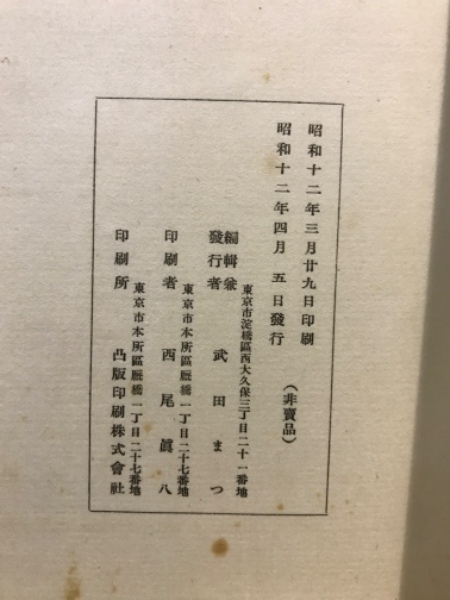 昭和十二年三月廿九日印刷
昭和十二年四月五日發行
(非賣品)
東京市淀橋區西大久保三丁目二十一番地
編輯兼
發行者 武田まつ
東京市本所區厩橋一丁目二十七番地
印刷者 西尾眞八
東京市本所區厩橋一丁目二十七番地
印刷所 凸版印刷株式會社